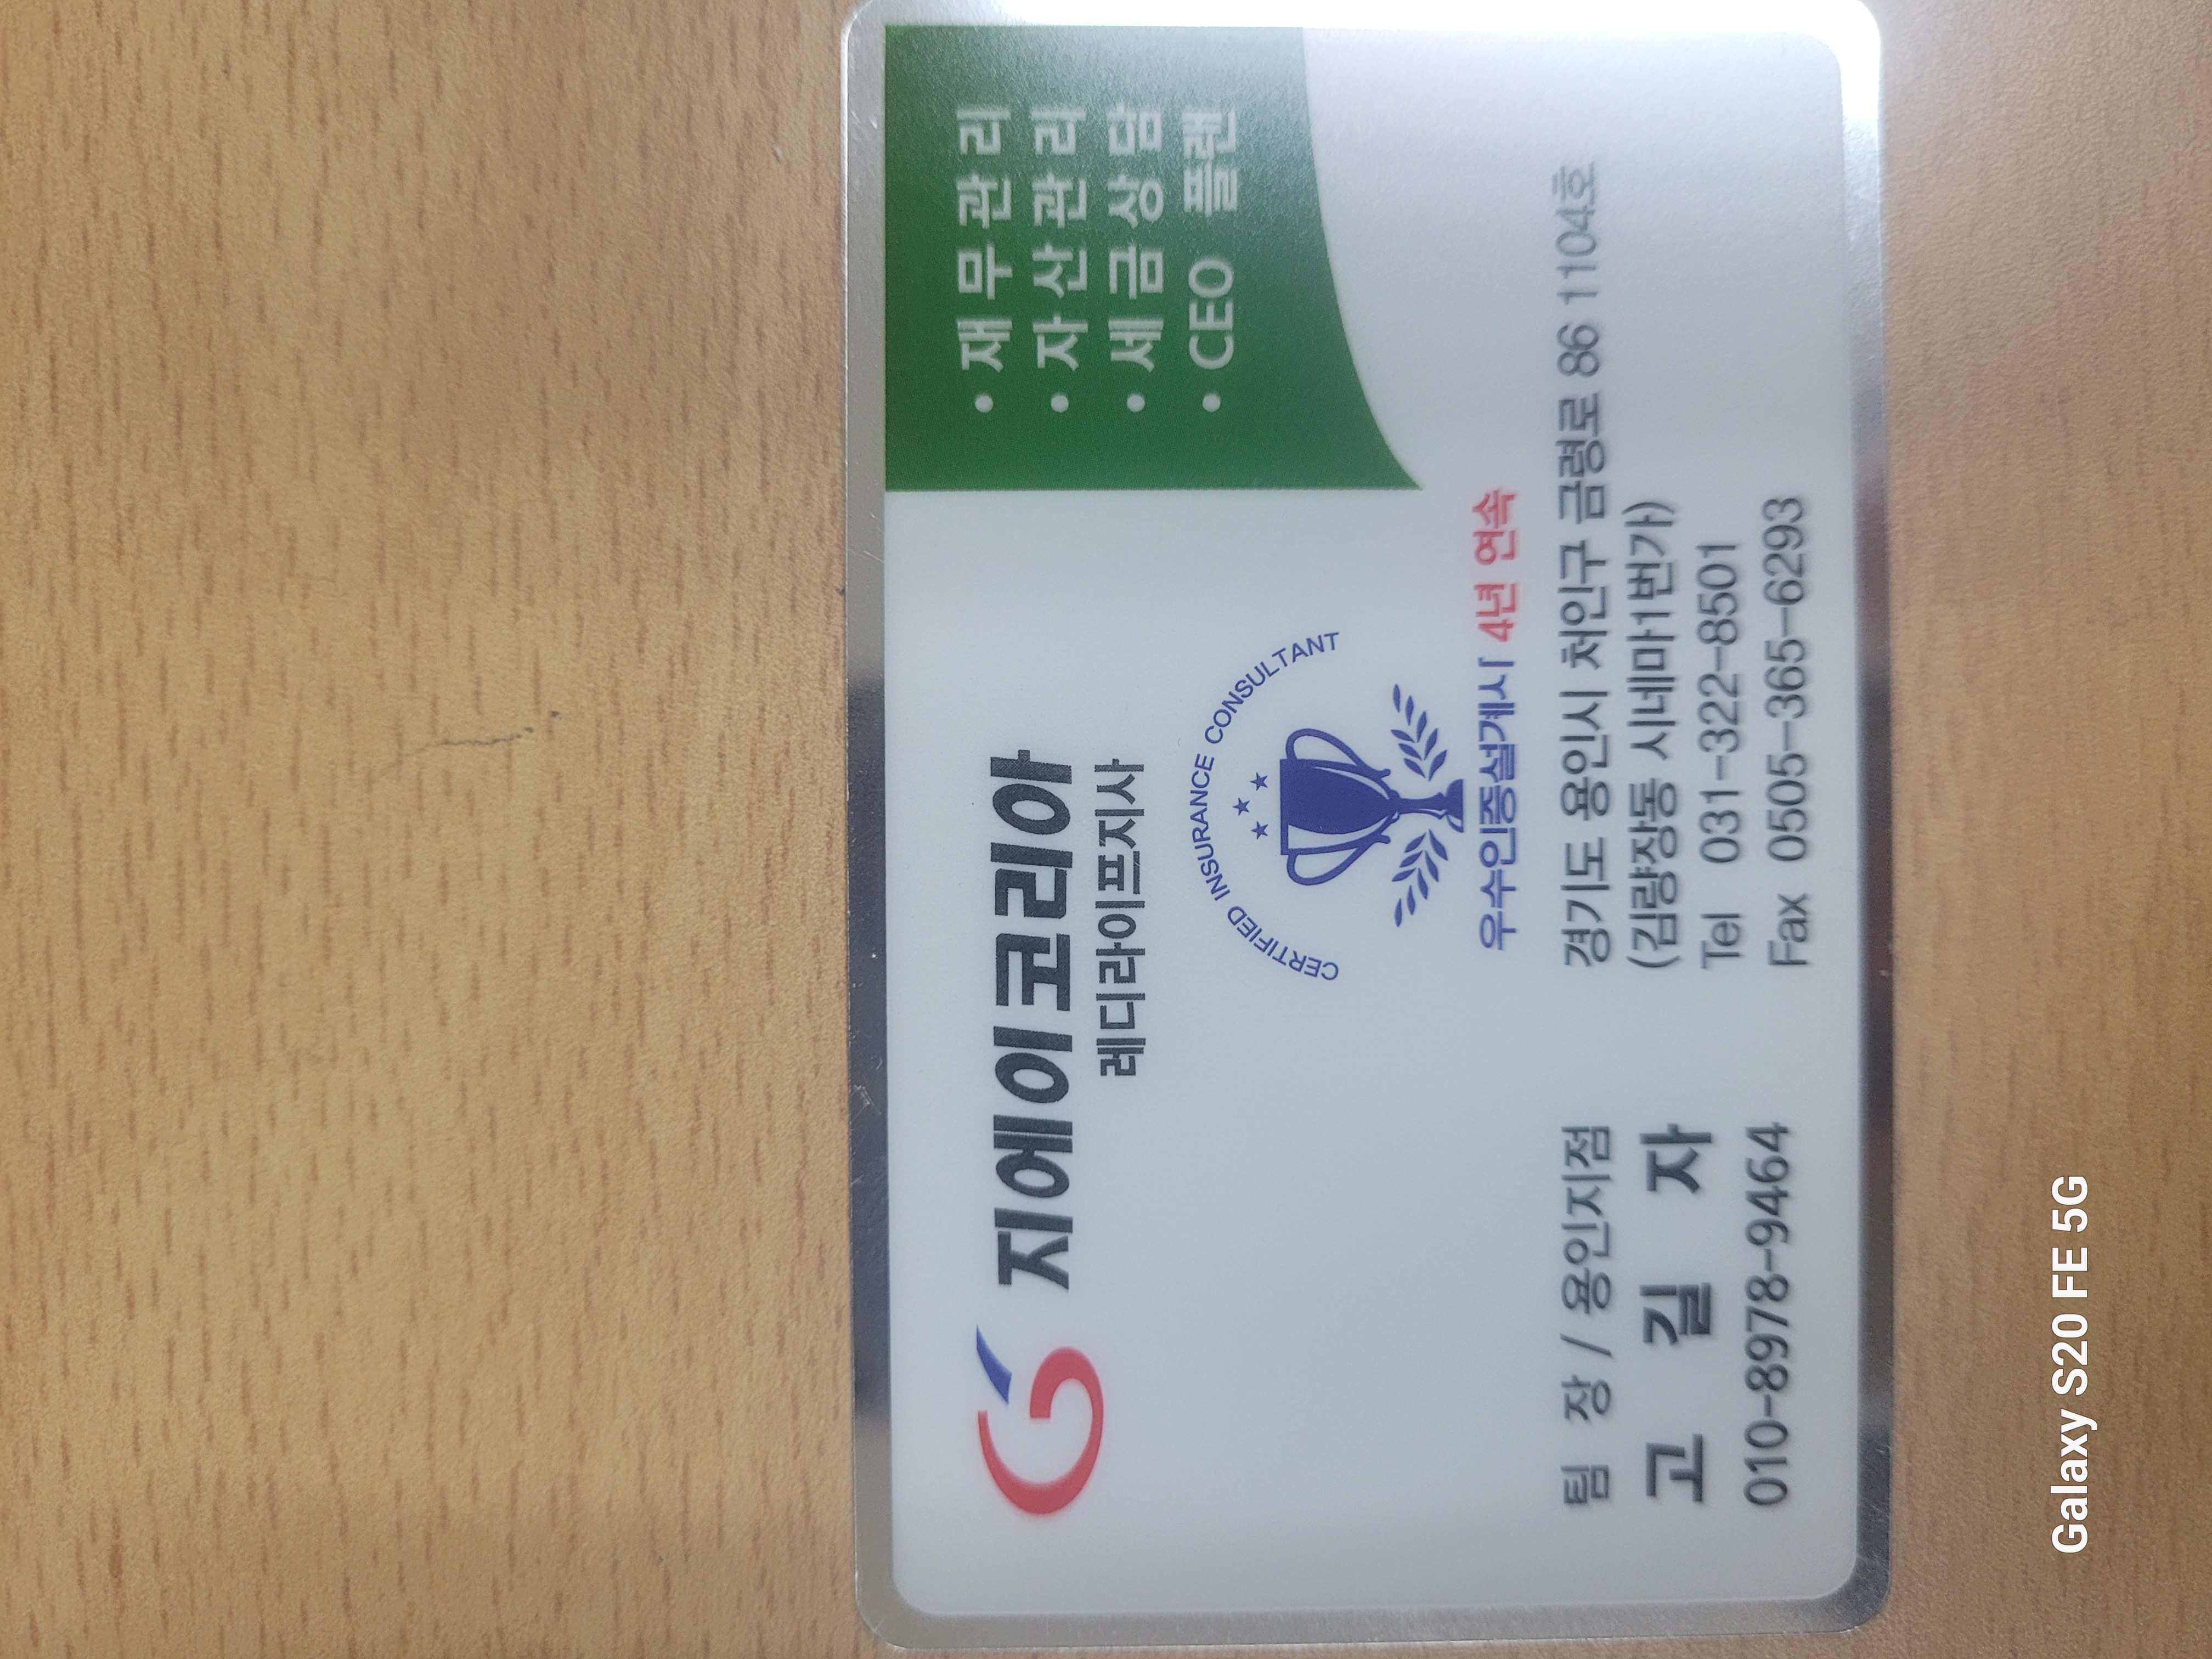 지에이코리아
레디라이프지사
• 재무관리
• 자산관리
• 세금상담
• CEO 플랜
CERTIFIED INSURANCE CONSULTANT
우수인증설계사 4년 연속
팀 장 / 용인지점
고 길 자
010-8978-9464
경기도 용인시 처인구 금령로 86 1104호
(김량장동 시네마1번가)
Tel 031-322-8501
Fax 0505-365-6293
Galaxy S20 FE 5G